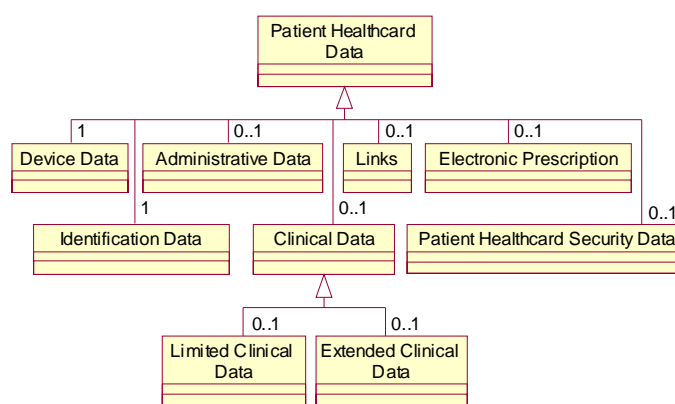 Patient Healthcard
Data
1
0..1
0..1
0..1
Device Data
Administrative Data
Links
Electronic Prescription
1
0..1
0..1
Identification Data
Clinical Data
Patient Healthcard Security Data
0..1
0..1
Limited Clinical
Data
Extended Clinical
Data